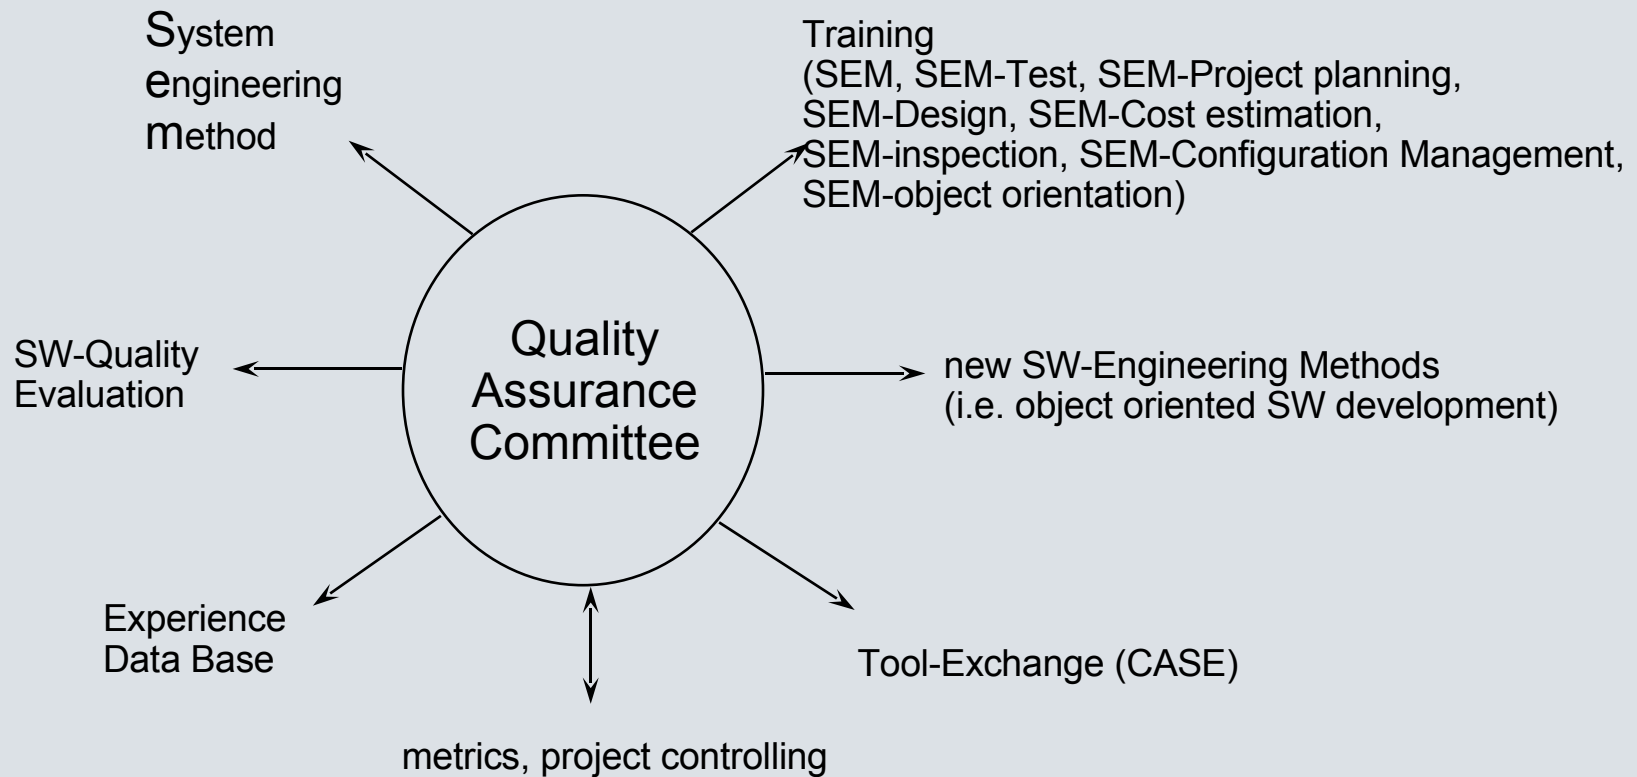 System
engineering
method
Training
(SEM, SEM-Test, SEM-Project planning,
SEM-Design, SEM-Cost estimation,
SEM-inspection, SEM-Configuration Management,
SEM-object orientation)
Quality
Assurance
Committee
SW-Quality
Evaluation
new SW-Engineering Methods
(i.e. object oriented SW development)
Experience
Data Base
Tool-Exchange (CASE)
metrics, project controlling